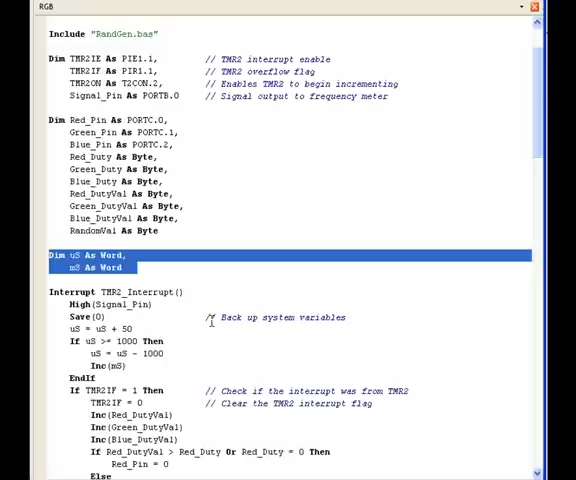 RGB
Include "RandGen.bas"
Dim TMR2IE As PIE1.1, // TMR2 interrupt enable
TMR2IF As PIR1.1, // TMR2 overflow flag
TMR2ON As T2CON.2, // Enables TMR2 to begin incrementing
Signal_Pin As PORTB.0 // Signal output to frequency meter
Dim Red_Pin As PORTC.0,
Green_Pin As PORTC.1,
Blue_Pin As PORTC.2,
Red_Duty As Byte,
Green_Duty As Byte,
Blue_Duty As Byte,
Red_DutyVal As Byte,
Green_DutyVal As Byte,
Blue_DutyVal As Byte,
RandomVal As Byte
Dim uS As Word,
mS As Word
Interrupt TMR2_Interrupt()
High(Signal_Pin)
Save(0) // Back up system variables
uS = uS + 50
If uS >= 1000 Then
uS = uS - 1000
Inc(mS)
EndIf
If TMR2IF = 1 Then // Check if the interrupt was from TMR2
TMR2IF = 0 // Clear the TMR2 interrupt flag
Inc(Red_DutyVal)
Inc(Green_DutyVal)
Inc(Blue_DutyVal)
If Red_DutyVal > Red_Duty Or Red_Duty = 0 Then
Red_Pin = 0
Else